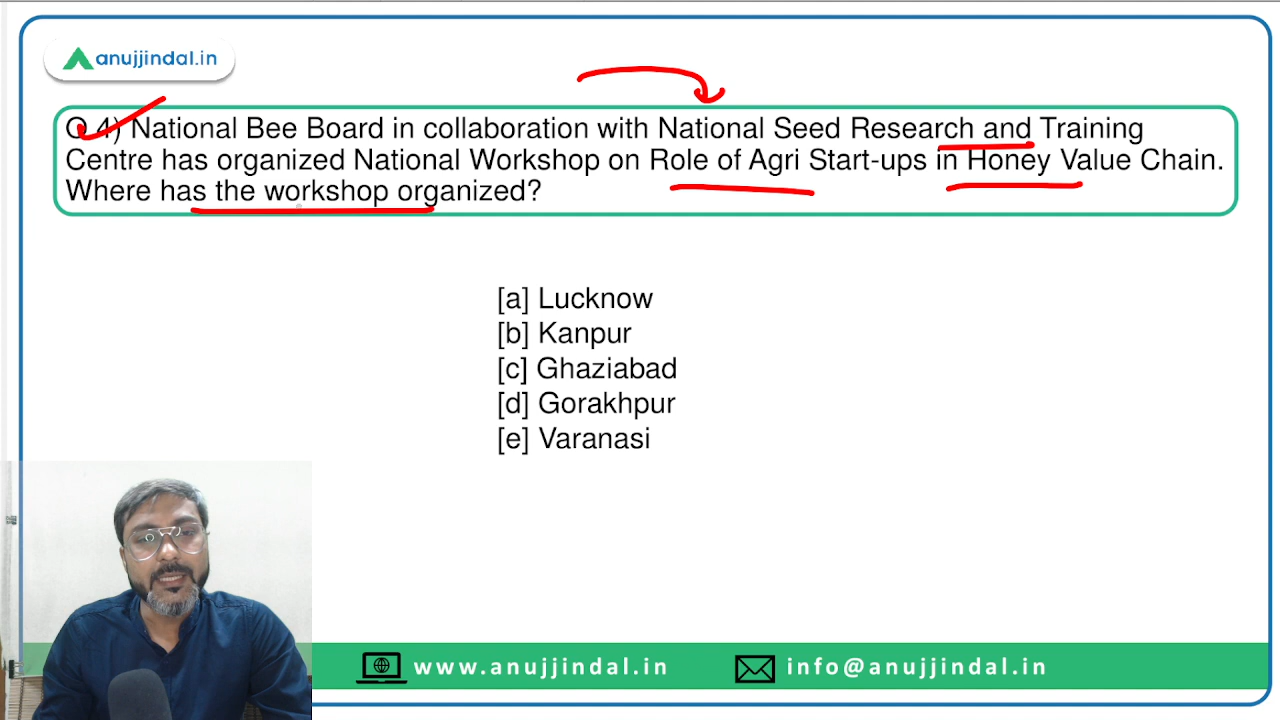 anujjindal.in
Q 4) National Bee Board in collaboration with National Seed Research and Training
Centre has organized National Workshop on Role of Agri Start-ups in Honey Value Chain.
Where has the workshop organized?
[a] Lucknow
[b] Kanpur
[c] Ghaziabad
[d] Gorakhpur
[e] Varanasi
www.anujjindal.in info@anujjindal.in